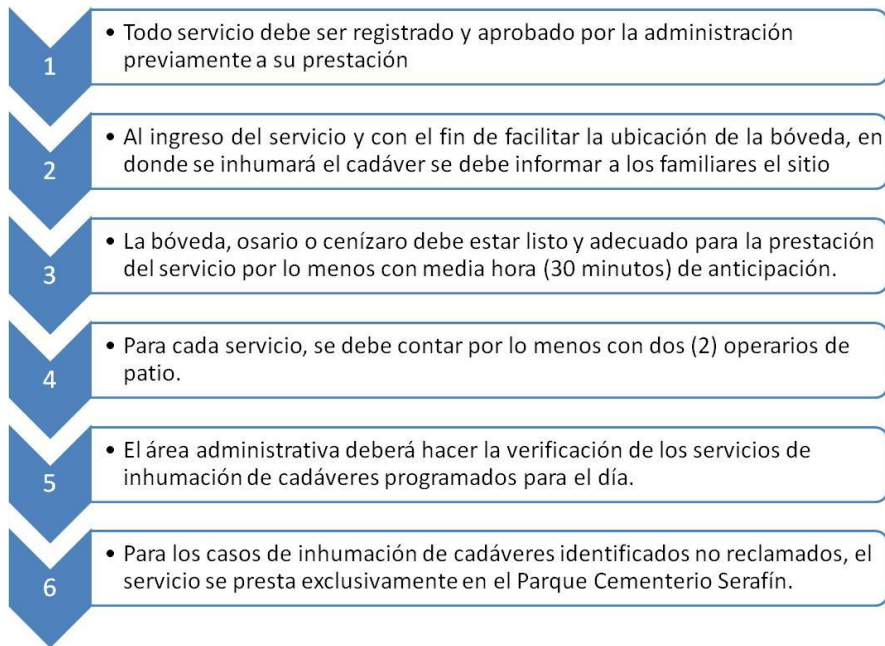 1
• Todo servicio debe ser registrado y aprobado por la administración
previamente a su prestación
2
• Al ingreso del servicio y con el fin de facilitar la ubicación de la bóveda, en
donde se inhumará el cadáver se debe informar a los familiares el sitio
3
• La bóveda, osario o cenízaro debe estar listo y adecuado para la prestación
del servicio por lo menos con media hora (30 minutos) de anticipación.
4
• Para cada servicio, se debe contar por lo menos con dos (2) operarios de
patio.
5
• El área administrativa deberá hacer la verificación de los servicios de
inhumación de cadáveres programados para el día.
6
• Para los casos de inhumación de cadáveres identificados no reclamados, el
servicio se presta exclusivamente en el Parque Cementerio Serafín.